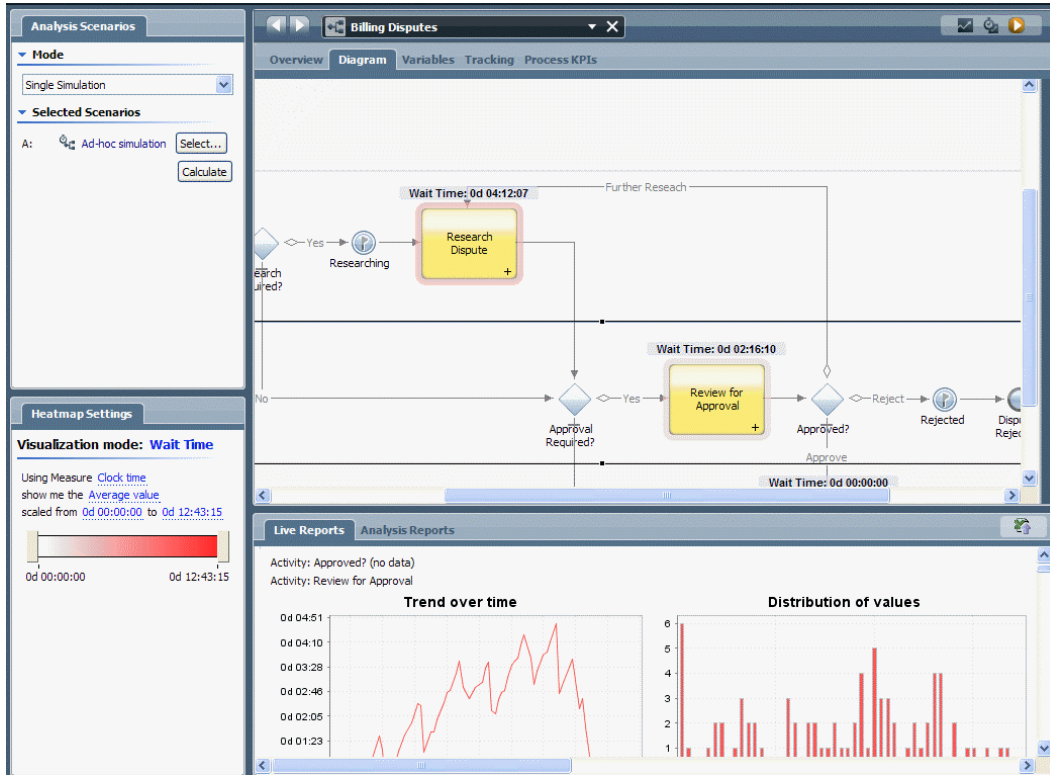 Analysis Scenarios
Mode
Single Simulation
Selected Scenarios
A: Ad-hoc simulation Select...
Calculate
Heatmap Settings
Visualization mode: Wait Time
Using Measure Clock time
show me the Average value
scaled from 0d 00:00:00 to 0d 12:43:15
0d 00:00:00 0d 12:43:15
Billing Disputes
Overview Diagram Variables Tracking Process KPIs
Wait Time: 0d 04:12:07
Further Reseach
Research
Dispute
+
Yes
Researching
earch
uired?
Wait Time: 0d 02:16:10
No
Yes
Review for
Approval
+
Reject
Approval
Required?
Approved?
Rejected
Dispu
Rejec
Approve
Wait Time: 0d 00:00:00
Live Reports Analysis Reports
Activity: Approved? (no data)
Activity: Review for Approval
Trend over time
0d 04:51
0d 04:10
0d 03:28
0d 02:46
0d 02:05
0d 01:23
Distribution of values
6
5
4
3
2
1